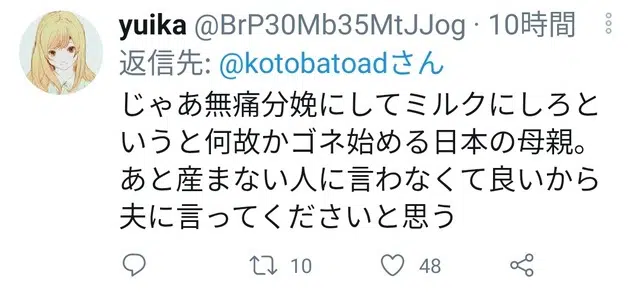 yuika @BrP30Mb35MtJJog · 10時間
返信先: @kotobatoadさん
じゃあ無痛分娩にしてミルクにしろと
いうと何故かゴネ始める日本の母親。
あと産まない人に言わなくて良いから
夫に言ってくださいと思う
10 48